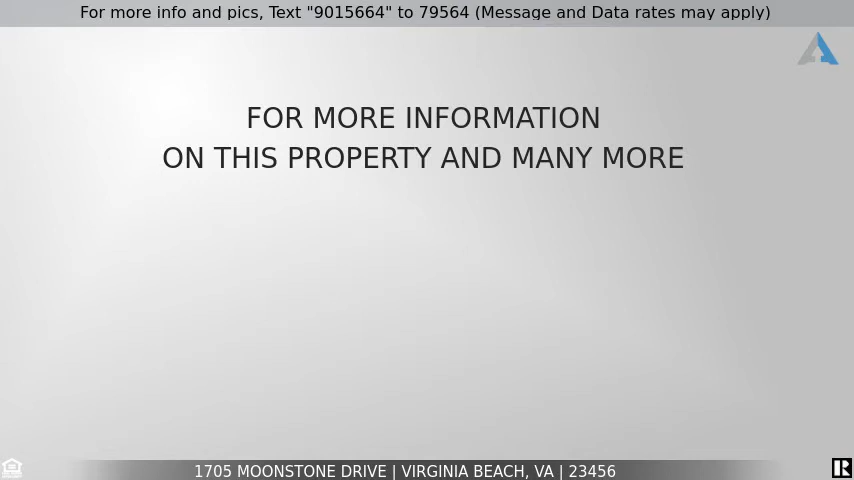 For more info and pics, Text "9015664" to 79564 (Message and Data rates may apply)
FOR MORE INFORMATION
ON THIS PROPERTY AND MANY MORE
1705 MOONSTONE DRIVE | VIRGINIA BEACH, VA | 23456